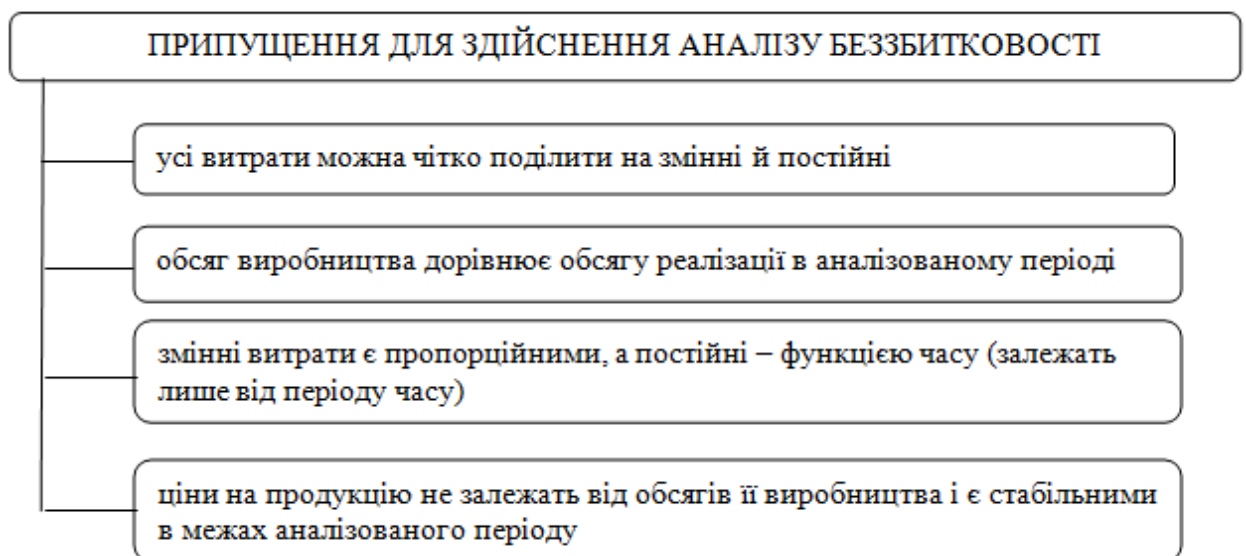 ПРИПУЩЕННЯ ДЛЯ ЗДІЙСНЕННЯ АНАЛІЗУ БЕЗЗБИТКОВОСТІ
усі витрати можна чітко поділити на змінні й постійні
обсяг виробництва дорівнює обсягу реалізації в аналізованому періоді
змінні витрати є пропорційними, а постійні – функцією часу (залежать
лише від періоду часу)
ціни на продукцію не залежать від обсягів її виробництва і є стабільними
в межах аналізованого періоду